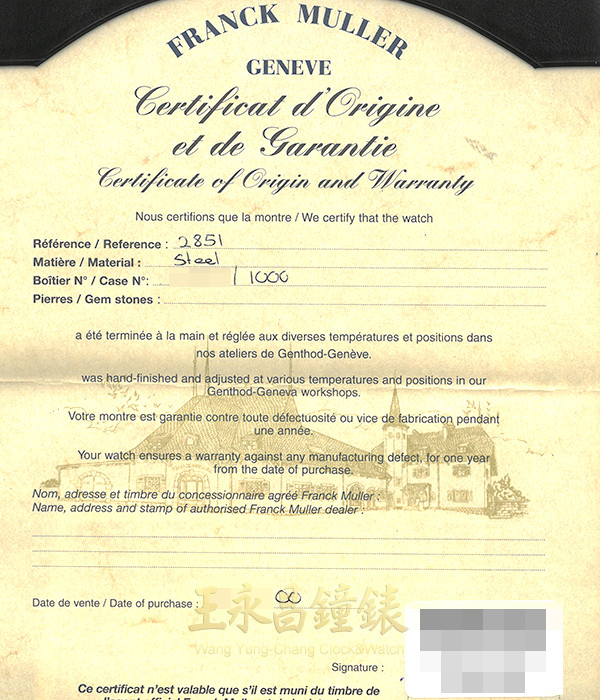 FRANCK MULLER
GENEVE
Certificat d'Origine
et de Garantie
Certificate of Origin and Warranty
Nous certifions que la montre / We certify that the watch
Référence / Reference : 2851
Matière / Material : Steel
Boîtier N° / Case N°: / 1000
Pierres / Gem stones :
a été terminée à la main et réglée aux diverses températures et positions dans
nos ateliers de Genthod-Genève.
was hand-finished and adjusted at various temperatures and positions in our
Genthod-Geneva workshops.
Votre montre est garantie contre toute défectuosité ou vice de fabrication pendant
une année.
Your watch ensures a warranty against any manufacturing defect, for one year
from the date of purchase.
Nom, adresse et timbre du concessionnaire agréé Franck Muller :
Name, address and stamp of authorised Franck Muller dealer :
Date de vente / Date of purchase :
王永昌鐘錶
Wang Yung-Chang Clock&Watch
Signature :
Ce certificat n'est valable que s'il est muni du timbre de